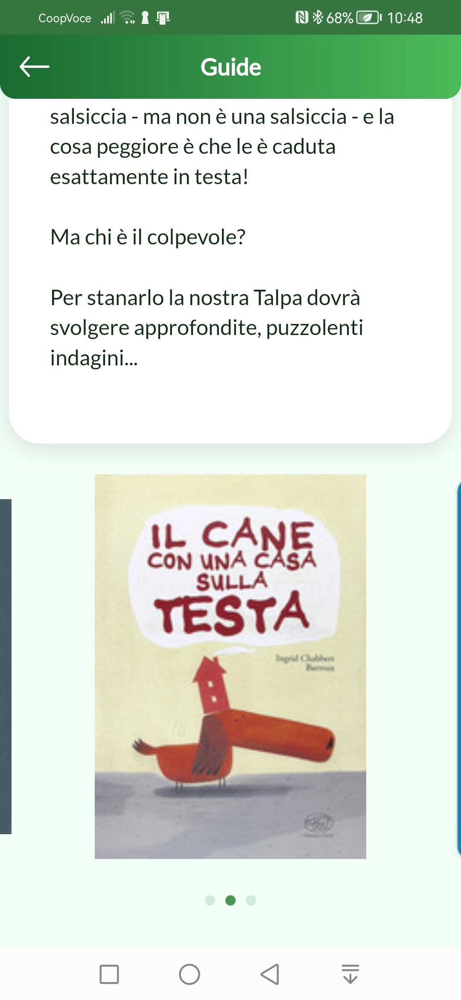 CoopVoce
68%
10:48
Guide
salsiccia - ma non è una salsiccia - e la
cosa peggiore è che le è caduta
esattamente in testa!
Ma chi è il colpevole?
Per stanarlo la nostra Talpa dovrà
svolgere approfondite, puzzolenti
indagini...
IL CANE
CON UNA CASA
SULLA
TESTA
Ingrid Chabbert
Barroux